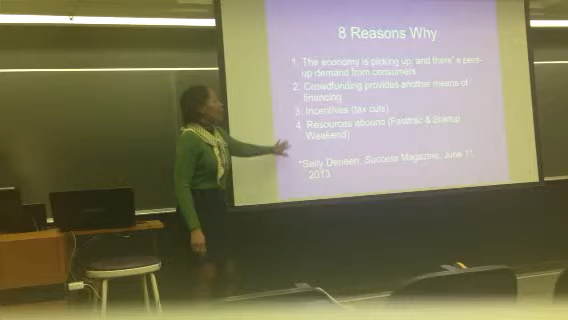 8 Reasons Why
1. The economy is picking up, and there's pent-
up demand from consumers
2. Crowdfunding provides another means of
financing
3. Incentives (tax cuts)
4. Resources abound (Fasttrac & Startup
Weekend)
*Sally Deneen, Success Magazine, June 11,
2013